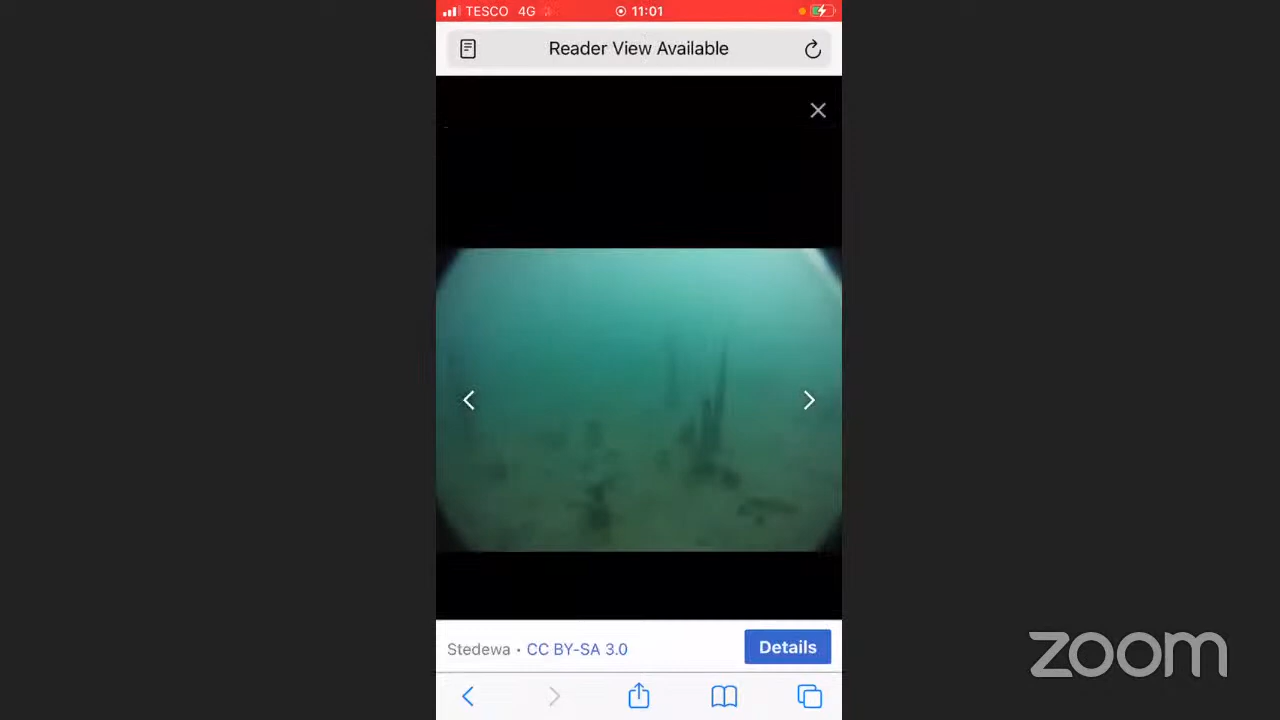 TESCO 4G 11:01
Reader View Available
Stedewa • CC BY-SA 3.0 Details
zoom